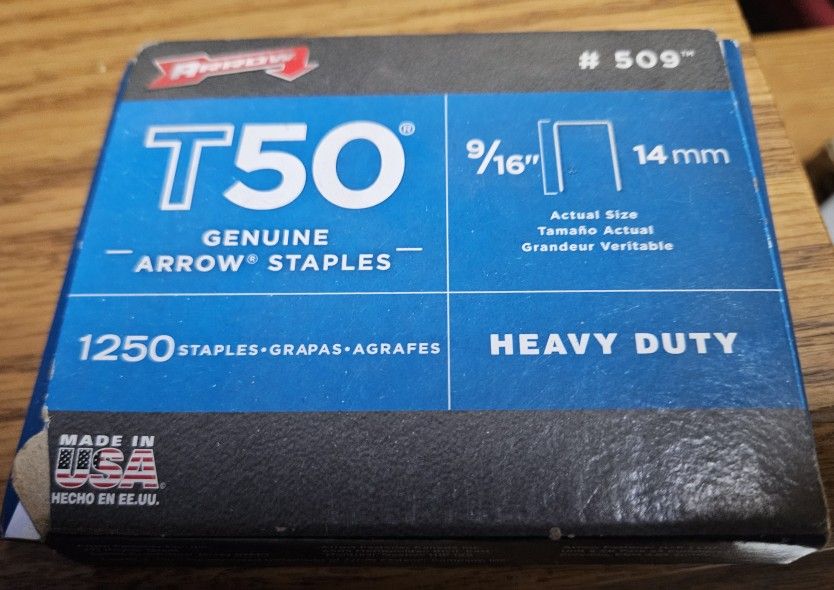 ARROW
# 509™
T50®
GENUINE
ARROW® STAPLES
9/16" 14mm
Actual Size
Tamaño Actual
Grandeur Veritable
1250 STAPLES•GRAPAS•AGRAFES
HEAVY DUTY
MADE IN
USA
HECHO EN EE.UU.